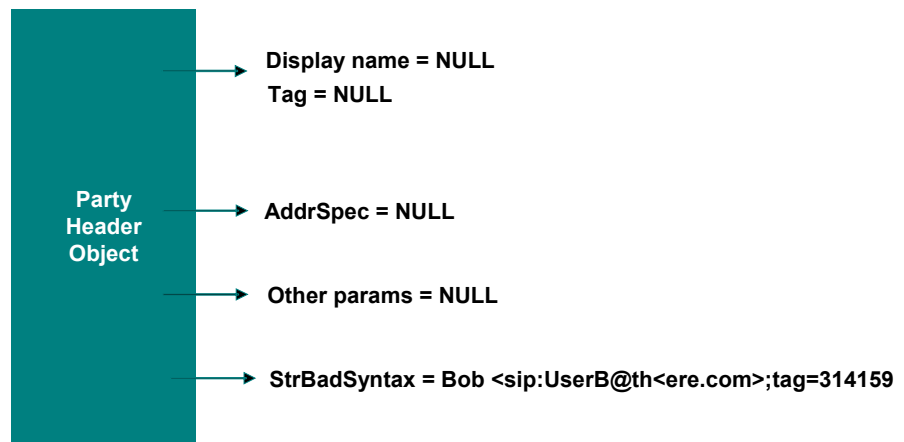 Display name = NULL
Tag = NULL
Party
Header
Object
AddrSpec = NULL
Other params = NULL
StrBadSyntax = Bob <sip:UserB@th<ere.com>;tag=314159